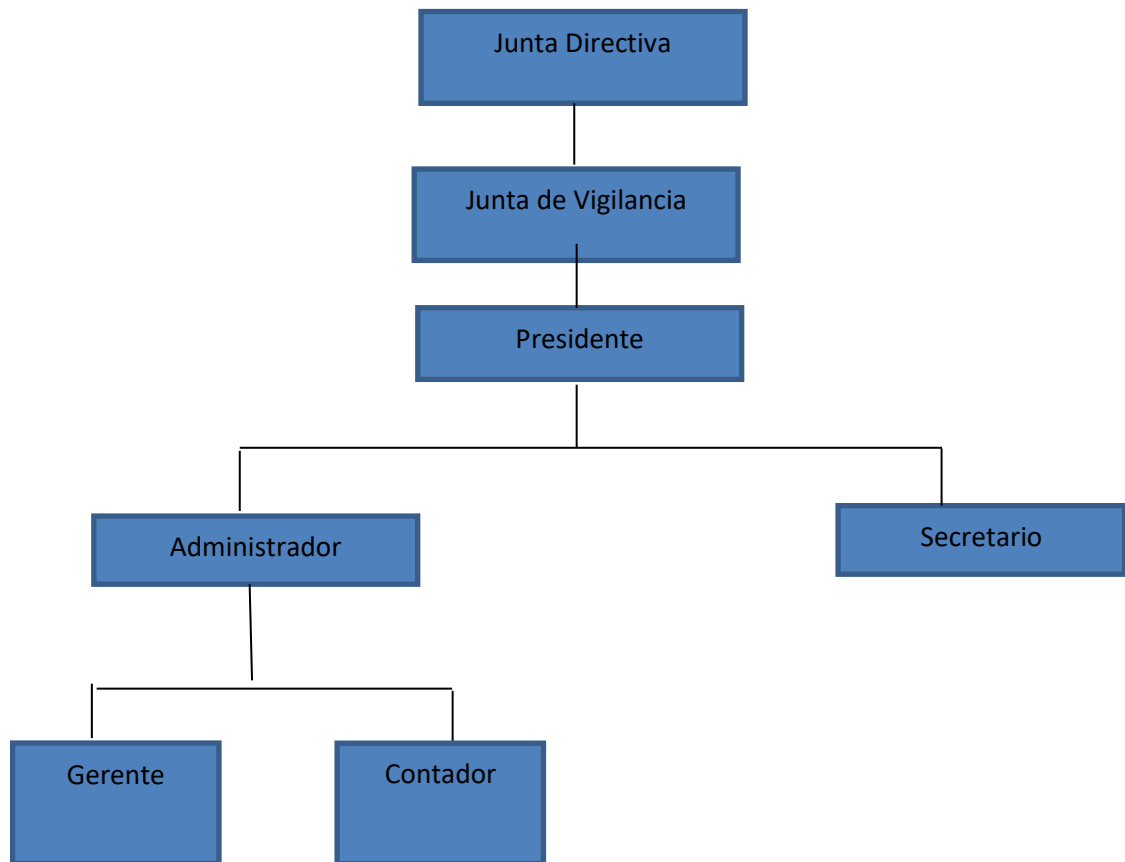 Junta Directiva
Junta de Vigilancia
Presidente
Administrador
Secretario
Gerente
Contador